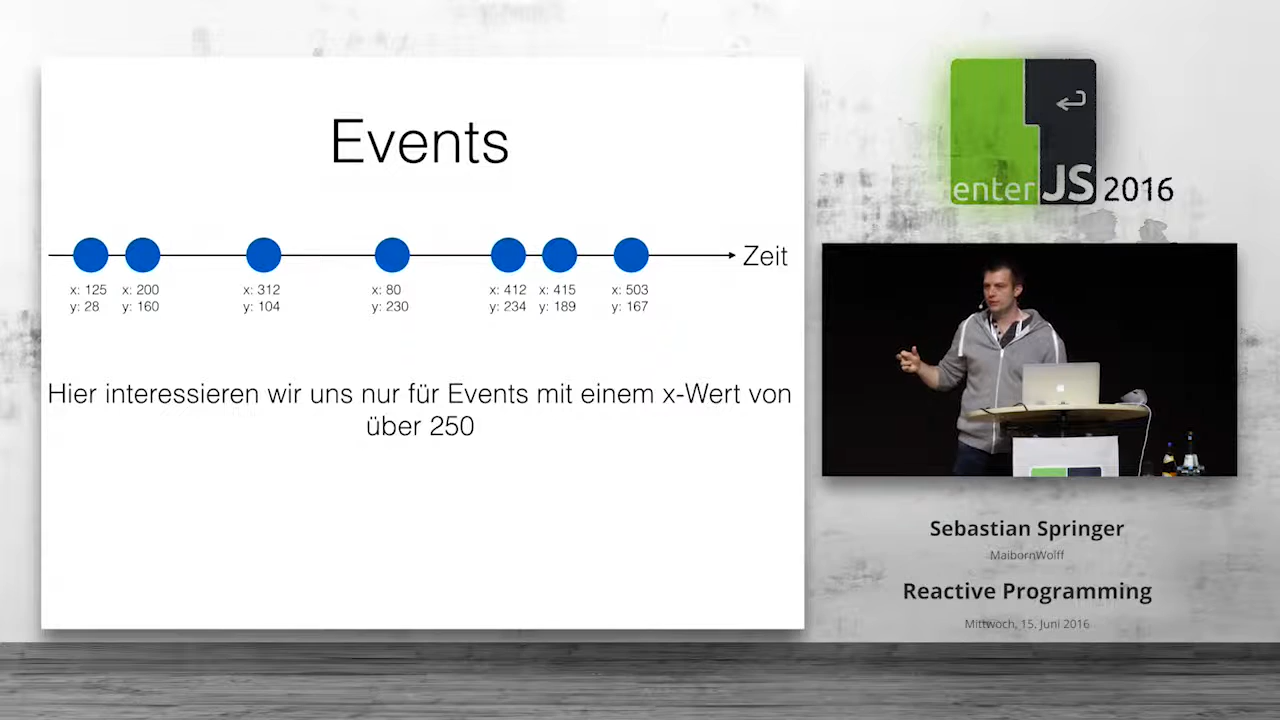 Events
Zeit
x: 125
y: 28
x: 200
y: 160
x: 312
y: 104
x: 80
y: 230
x: 412
y: 234
x: 415
y: 189
x: 503
y: 167
Hier interessieren wir uns nur für Events mit einem x-Wert von
über 250
enter JS 2016
Sebastian Springer
MaibornWolff
Reactive Programming
Mittwoch, 15. Juni 2016